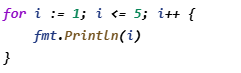 for i := 1; i <= 5; i++ {
    fmt.Println(i)
}